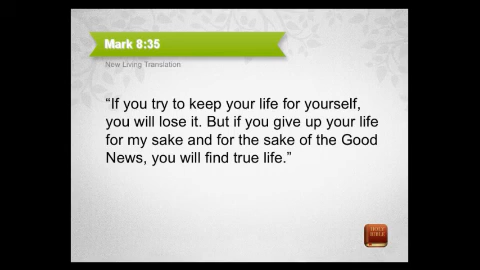 Mark 8:35
New Living Translation
“If you try to keep your life for yourself,
you will lose it. But if you give up your life
for my sake and for the sake of the Good
News, you will find true life.”
HOLY
BIBLE